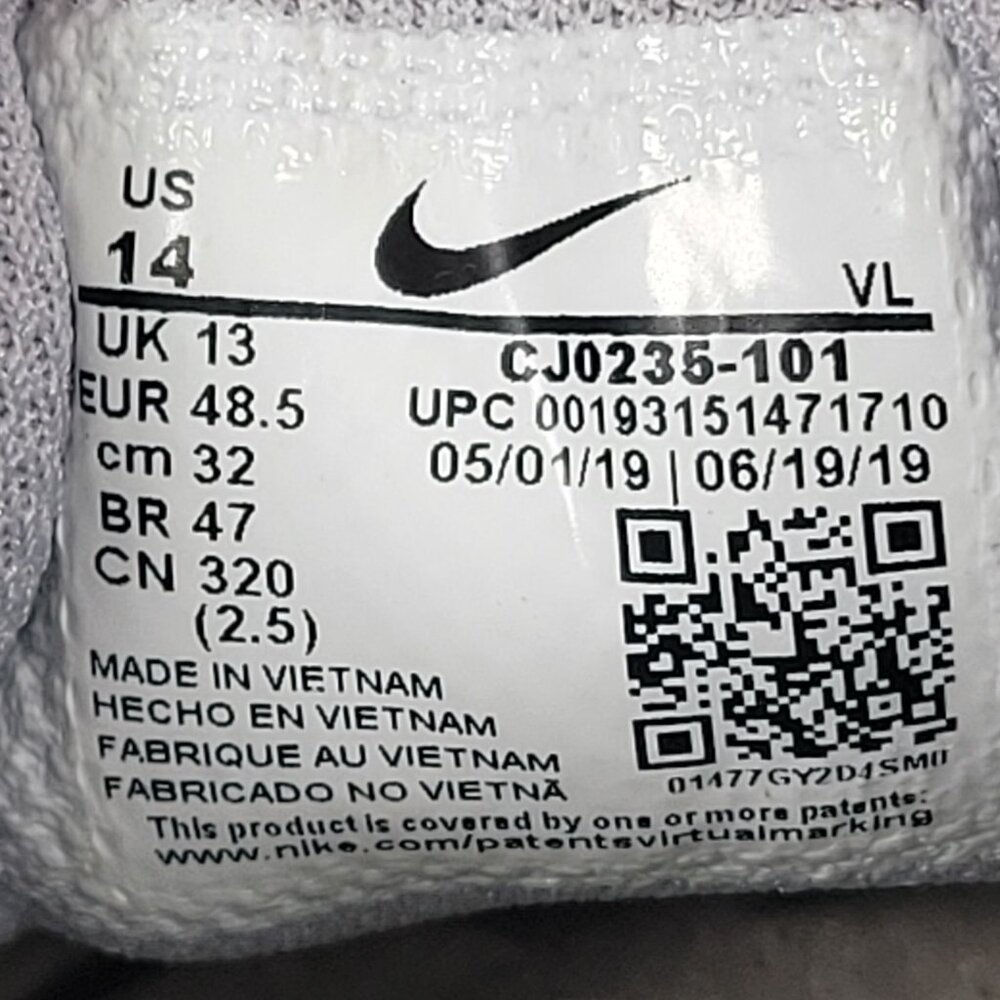 US
14
VL
UK 13
EUR 48.5
cm 32
BR 47
CN 320
(2.5)
CJ0235-101
UPC 00193151471710
05/01/19 | 06/19/19
MADE IN VIETNAM
HECHO EN VIETNAM
FABRIQUE AU VIETNAM
FABRICADO NO VIETNÃ
01477GY2D4SM0
This product is covered by one or more patents:
www.nike.com/patentsvirtualmarking